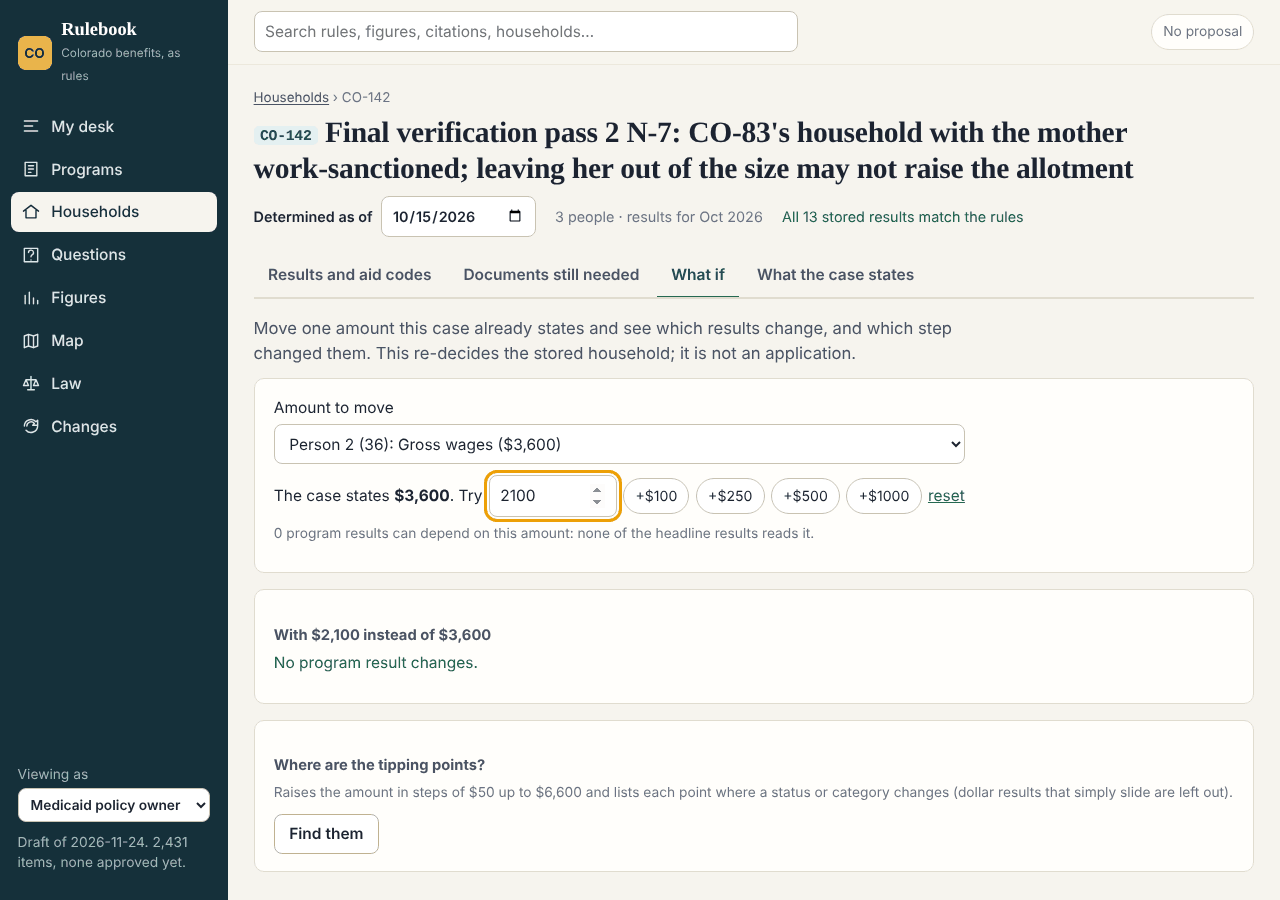 CO
Rulebook
Colorado benefits, as
rules
My desk
Programs
Households
Questions
Figures
Map
Law
Changes
Viewing as
Medicaid policy owner
Draft of 2026-11-24. 2,431
items, none approved yet.
Search rules, figures, citations, households...
No proposal
Households › CO-142
CO-142 Final verification pass 2 N-7: CO-83's household with the mother
work-sanctioned; leaving her out of the size may not raise the allotment
Determined as of 10/15/2026 3 people · results for Oct 2026 All 13 stored results match the rules
Results and aid codes Documents still needed What if What the case states
Move one amount this case already states and see which results change, and which step
changed them. This re-decides the stored household; it is not an application.
Amount to move
Person 2 (36): Gross wages ($3,600)
The case states $3,600. Try 2100 +$100 +$250 +$500 +$1000 reset
0 program results can depend on this amount: none of the headline results reads it.
With $2,100 instead of $3,600
No program result changes.
Where are the tipping points?
Raises the amount in steps of $50 up to $6,600 and lists each point where a status or category changes (dollar results that simply slide are left out).
Find them